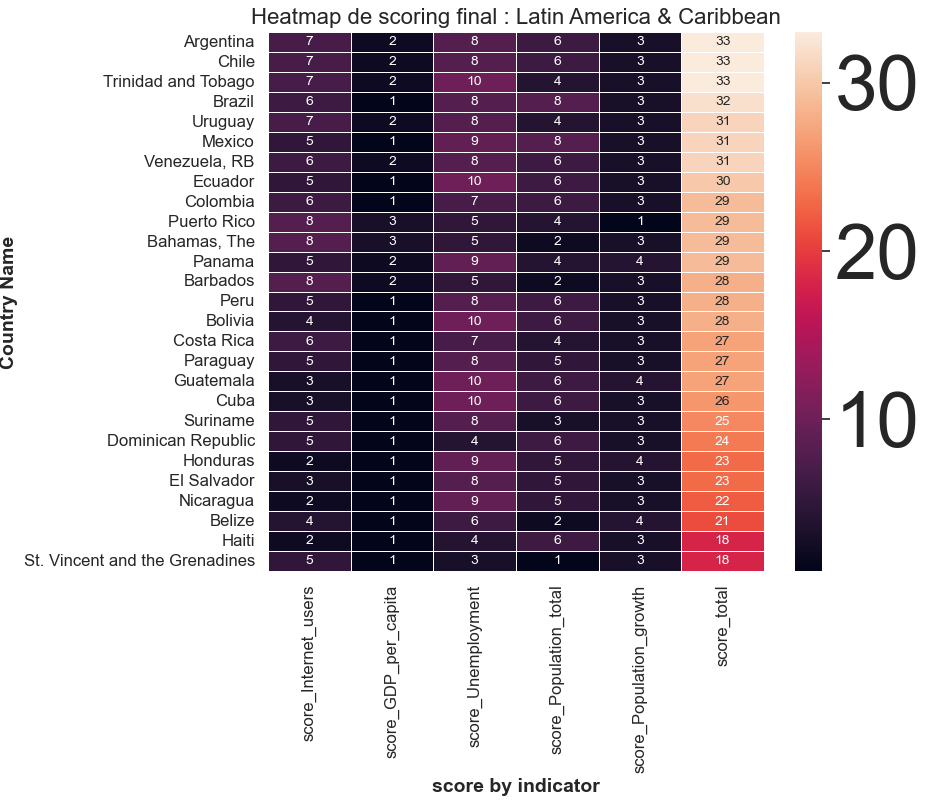 Heatmap de scoring final : Latin America & Caribbean
Country Name
Argentina 7 2 8 6 3 33
Chile 7 2 8 6 3 33
Trinidad and Tobago 7 2 10 4 3 33
Brazil 6 1 8 8 3 32
Uruguay 7 2 8 4 3 31
Mexico 5 1 9 8 3 31
Venezuela, RB 6 2 8 6 3 31
Ecuador 5 1 10 6 3 30
Colombia 6 1 7 6 3 29
Puerto Rico 8 3 5 4 1 29
Bahamas, The 8 3 5 2 3 29
Panama 5 2 9 4 4 29
Barbados 8 2 5 2 3 28
Peru 5 1 8 6 3 28
Bolivia 4 1 10 6 3 28
Costa Rica 6 1 7 4 3 27
Paraguay 5 1 8 5 3 27
Guatemala 3 1 10 6 4 27
Cuba 3 1 10 6 3 26
Suriname 5 1 8 3 3 25
Dominican Republic 5 1 4 6 3 24
Honduras 2 1 9 5 4 23
El Salvador 3 1 8 5 3 23
Nicaragua 2 1 9 5 3 22
Belize 4 1 6 2 4 21
Haiti 2 1 4 6 3 18
St. Vincent and the Grenadines 5 1 3 1 3 18
score_Internet_users
score_GDP_per_capita
score_Unemployment
score_Population_total
score_Population_growth
score_total
score by indicator
30
20
10